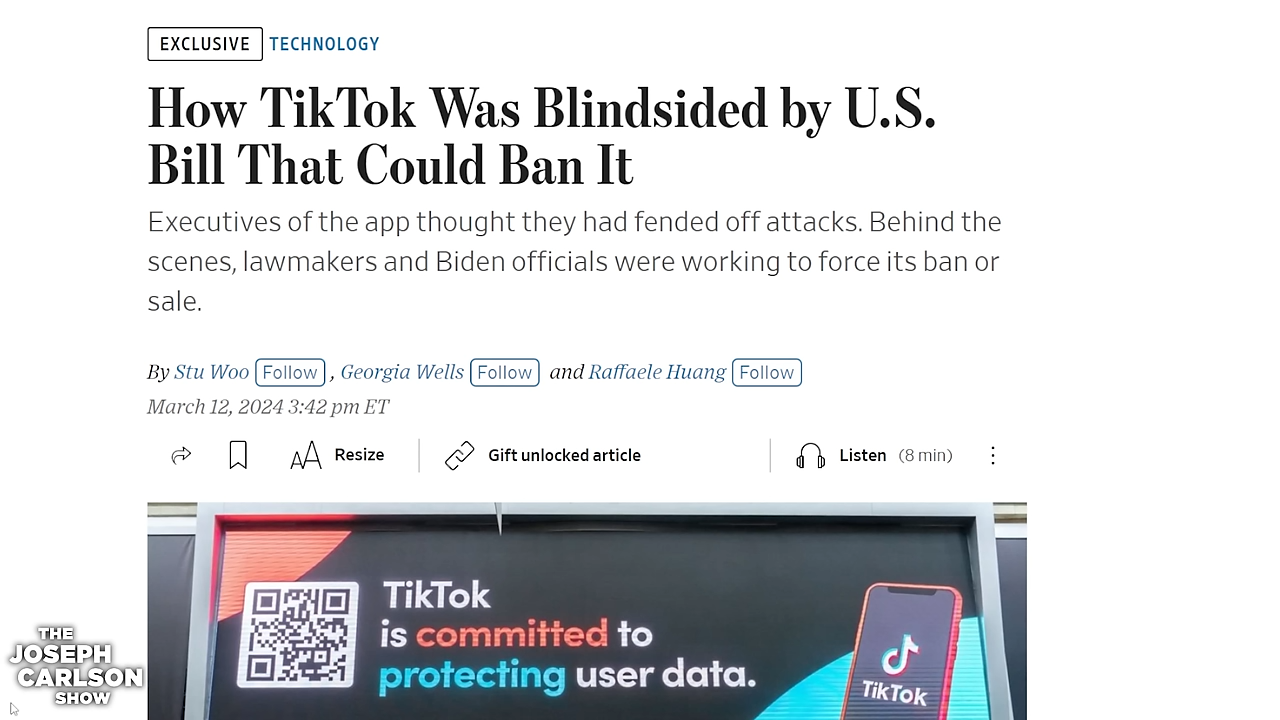 EXCLUSIVE TECHNOLOGY
How TikTok Was Blindsided by U.S.
Bill That Could Ban It
Executives of the app thought they had fended off attacks. Behind the
scenes, lawmakers and Biden officials were working to force its ban or
sale.
By Stu Woo Follow , Georgia Wells Follow and Raffaele Huang Follow
March 12, 2024 3:42 pm ET
AA Resize Gift unlocked article Listen (8 min)
TikTok
is committed to
protecting user data.
TikTok
THE
JOSEPH
CARLSON
SHOW